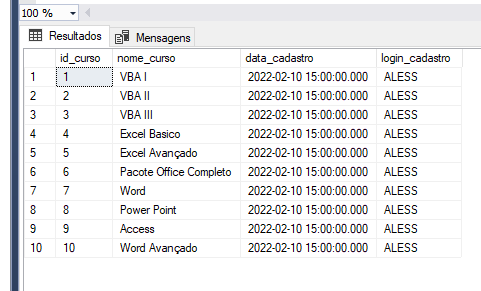 100 %
Resultados Mensagens
id_curso nome_curso data_cadastro login_cadastro
1 1 VBA I 2022-02-10 15:00:00.000 ALESS
2 2 VBA II 2022-02-10 15:00:00.000 ALESS
3 3 VBA III 2022-02-10 15:00:00.000 ALESS
4 4 Excel Basico 2022-02-10 15:00:00.000 ALESS
5 5 Excel Avançado 2022-02-10 15:00:00.000 ALESS
6 6 Pacote Office Completo 2022-02-10 15:00:00.000 ALESS
7 7 Word 2022-02-10 15:00:00.000 ALESS
8 8 Power Point 2022-02-10 15:00:00.000 ALESS
9 9 Access 2022-02-10 15:00:00.000 ALESS
10 10 Word Avançado 2022-02-10 15:00:00.000 ALESS